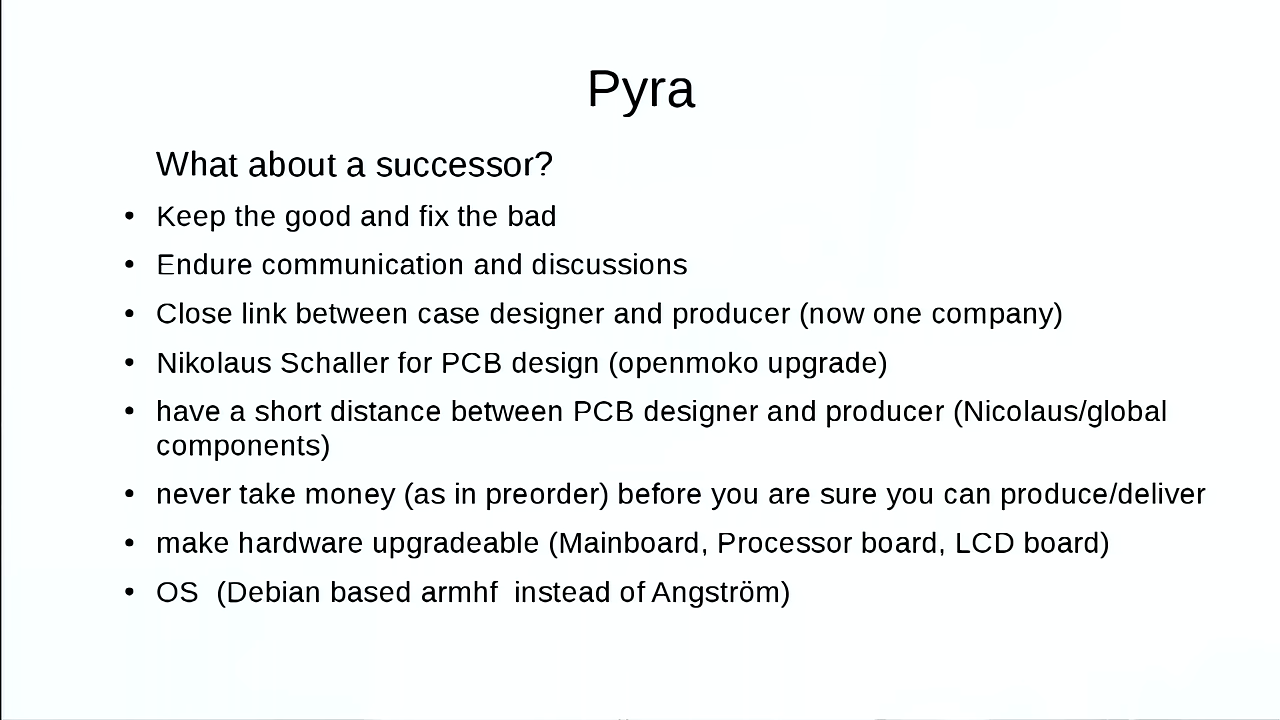 Pyra
What about a successor?
• Keep the good and fix the bad
• Endure communication and discussions
• Close link between case designer and producer (now one company)
• Nikolaus Schaller for PCB design (openmoko upgrade)
• have a short distance between PCB designer and producer (Nicolaus/global
components)
• never take money (as in preorder) before you are sure you can produce/deliver
• make hardware upgradeable (Mainboard, Processor board, LCD board)
• OS  (Debian based armhf  instead of Angström)